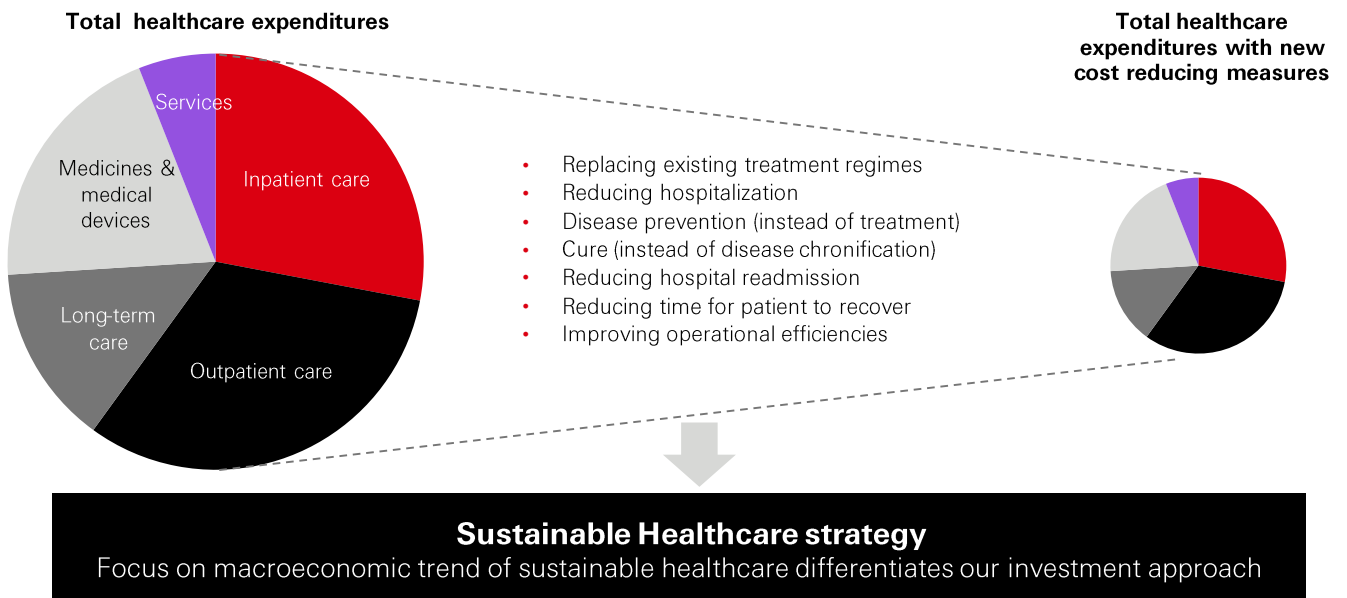 Total healthcare expenditures
Total healthcare
expenditures with new
cost reducing measures
Services
Inpatient care
Medicines &
medical
devices
Long-term
care
Outpatient care
• Replacing existing treatment regimes
• Reducing hospitalization
• Disease prevention (instead of treatment)
• Cure (instead of disease chronification)
• Reducing hospital readmission
• Reducing time for patient to recover
• Improving operational efficiencies
Sustainable Healthcare strategy
Focus on macroeconomic trend of sustainable healthcare differentiates our investment approach